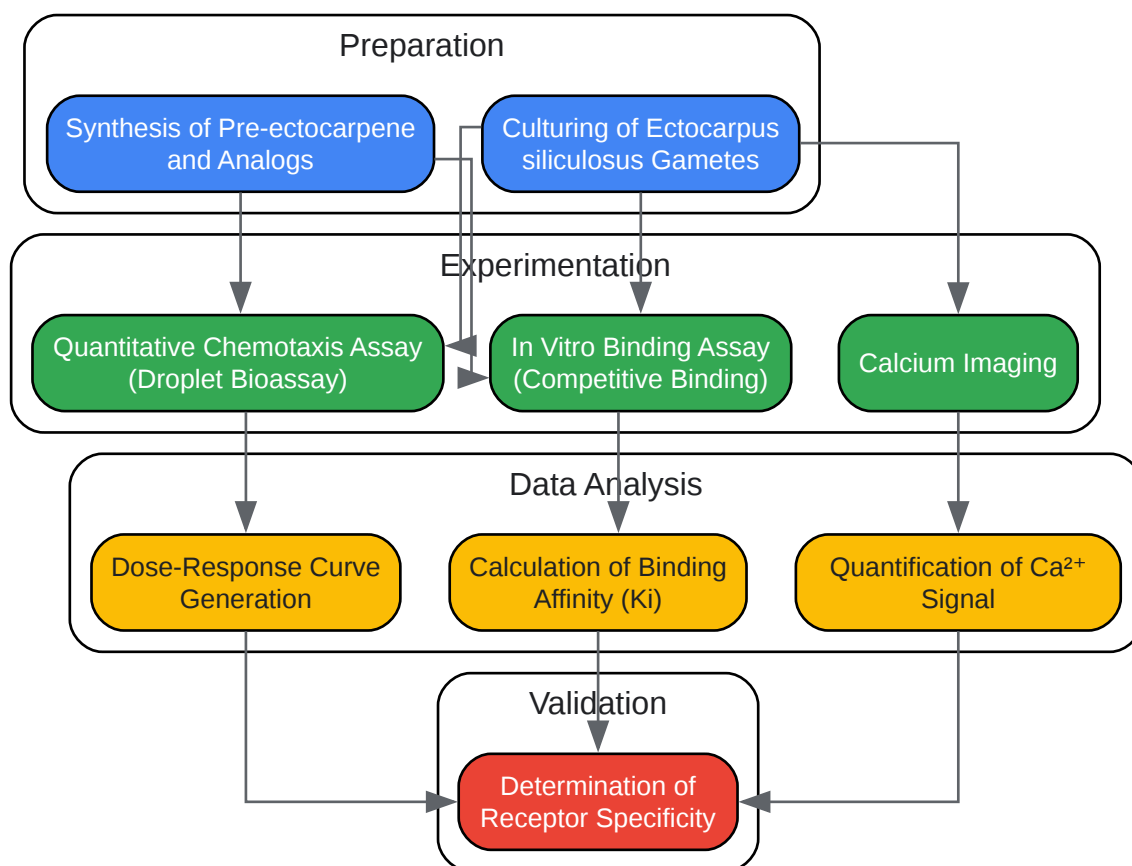 Preparation
Synthesis of Pre-ectocarpene
and Analogs
Culturing of Ectocarpus
siliculosus Gametes
Experimentation
Quantitative Chemotaxis Assay
(Droplet Bioassay)
In Vitro Binding Assay
(Competitive Binding)
Calcium Imaging
Data Analysis
Dose-Response Curve
Generation
Calculation of Binding
Affinity (Ki)
Quantification of Ca²⁺
Signal
Validation
Determination of
Receptor Specificity